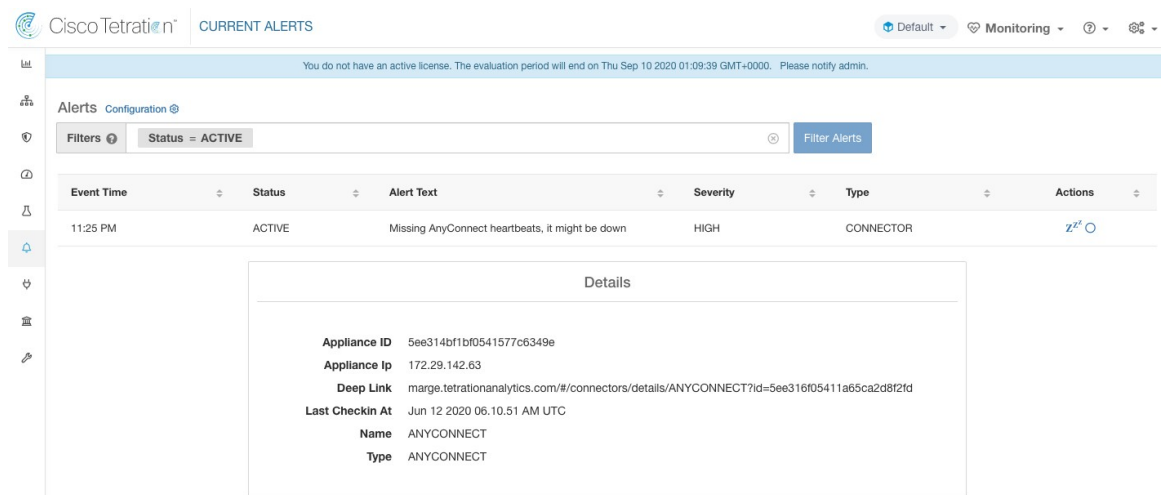 Cisco Tetration™ CURRENT ALERTS Default Monitoring
You do not have an active license. The evaluation period will end on Thu Sep 10 2020 01:09:39 GMT+0000. Please notify admin.
Alerts Configuration
Filters Status = ACTIVE Filter Alerts
Event Time Status Alert Text Severity Type Actions
11:25 PM ACTIVE Missing AnyConnect heartbeats, it might be down HIGH CONNECTOR zzz
Details
Appliance ID 5ee314bf1bf0541577c6349e
Appliance Ip 172.29.142.63
Deep Link marge.tetrationanalytics.com/#/connectors/details/ANYCONNECT?id=5ee316f05411a65ca2d8f2fd
Last Checkin At Jun 12 2020 06.10.51 AM UTC
Name ANYCONNECT
Type ANYCONNECT